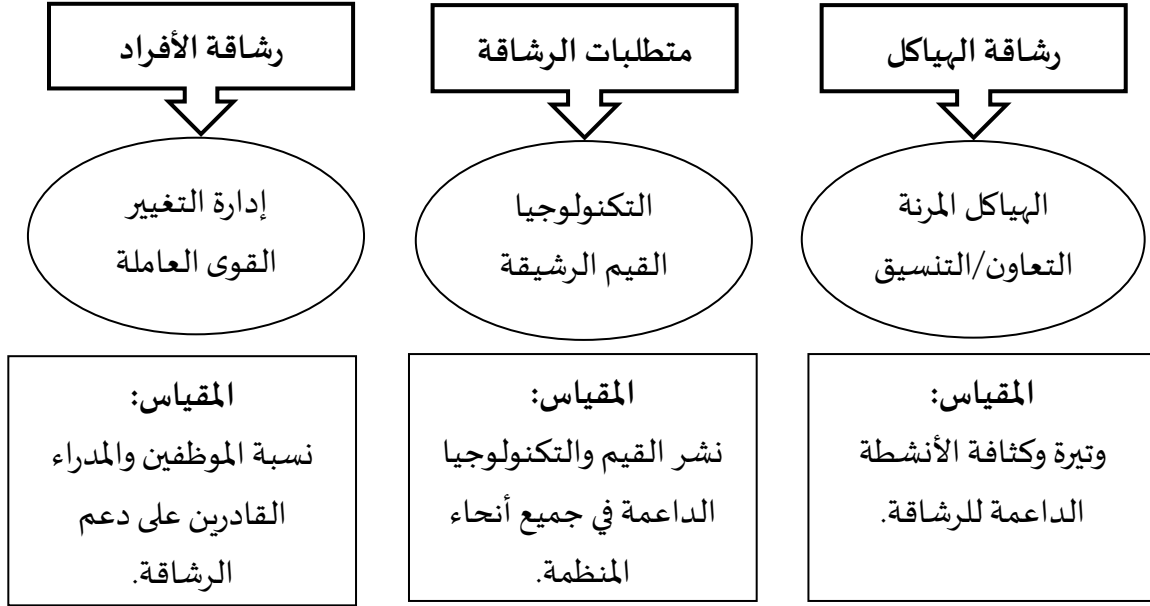 رشاقة الهياكل
الهياكل المرنة
التعاون/التنسيق
المقياس:
وتيرة وكثافة الأنشطة
الداعمة للرشاقة.
متطلبات الرشاقة
التكنولوجيا
القيم الرشيقة
المقياس:
نشر القيم والتكنولوجيا
الداعمة في جميع أنحاء
المنظمة.
رشاقة الأفراد
إدارة التغيير
القوى العاملة
المقياس:
نسبة الموظفين والمدراء
القادرين على دعم
الرشاقة.